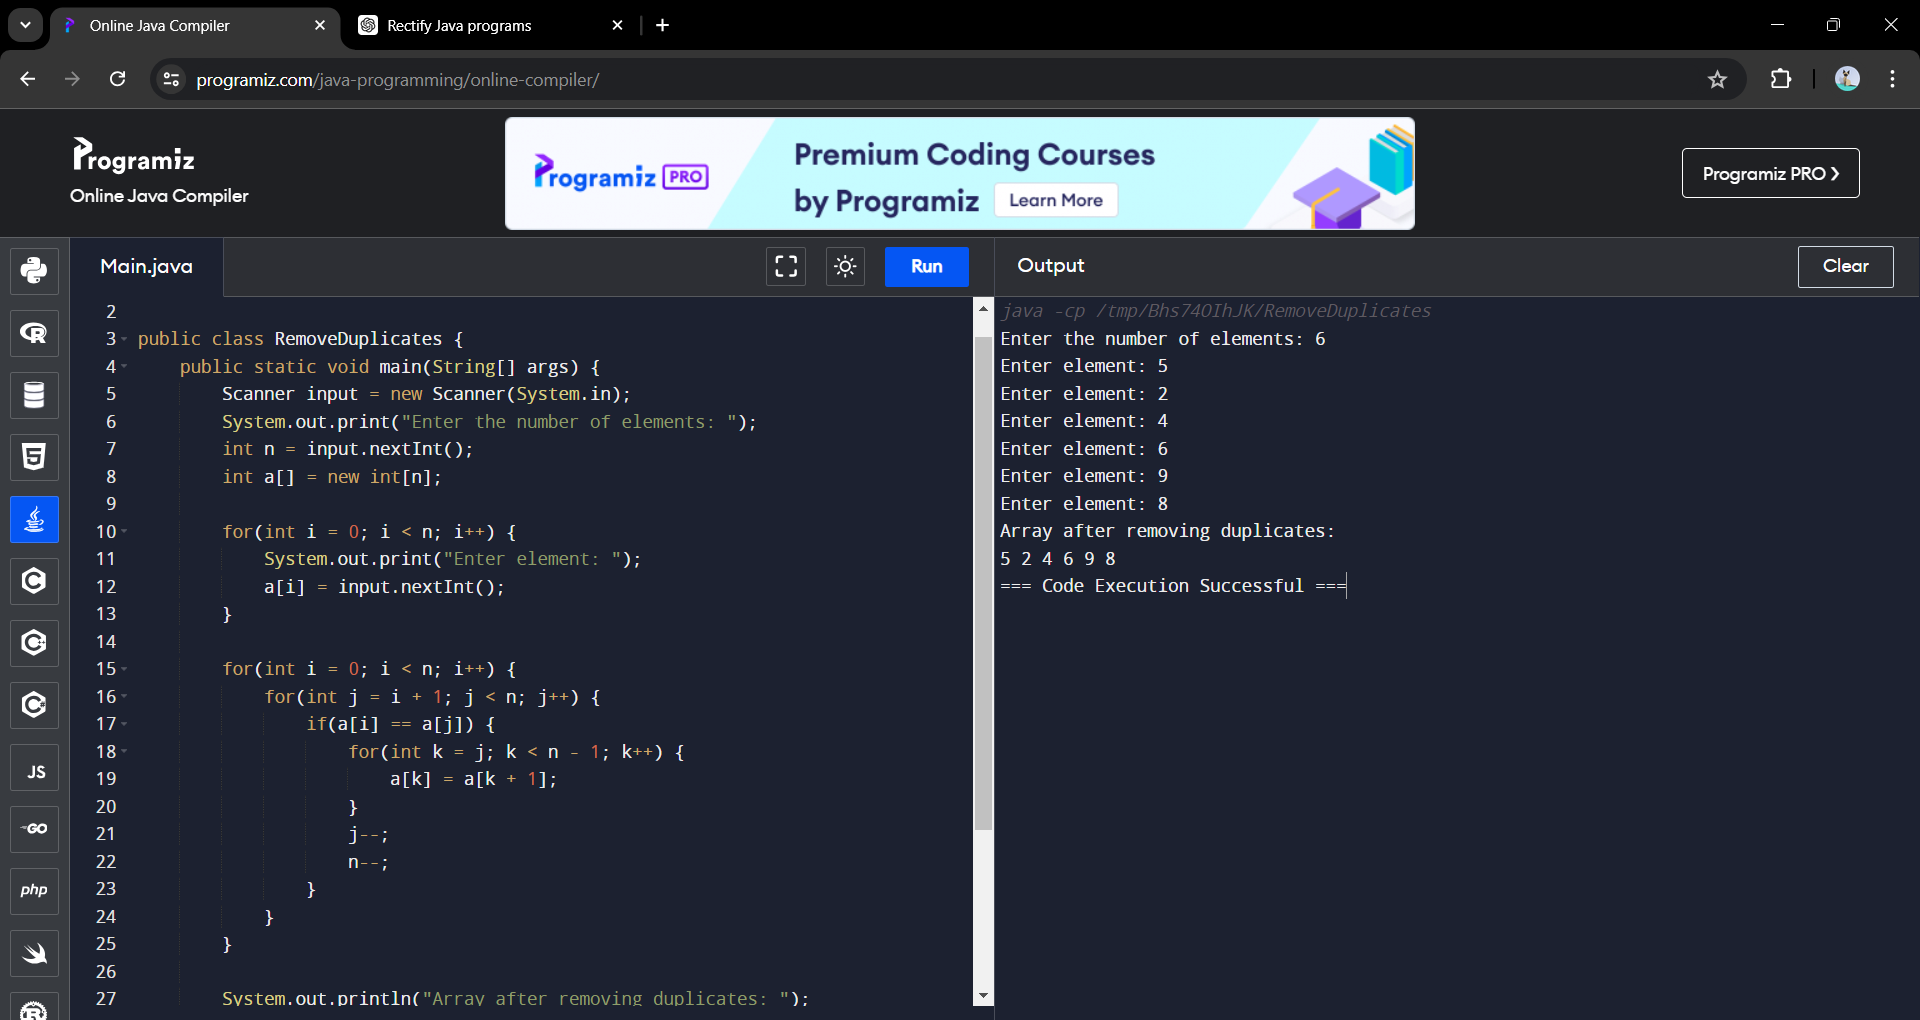 Online Java Compiler
Rectify Java programs
programiz.com/java-programming/online-compiler/
Programiz
Online Java Compiler
Programiz PRO
Premium Coding Courses
by Programiz
Learn More
Programiz PRO
Main.java
Run
Output
Clear
2
3 public class RemoveDuplicates {
4 public static void main(String[] args) {
5 Scanner input = new Scanner(System.in);
6 System.out.print("Enter the number of elements: ");
7 int n = input.nextInt();
8 int a[] = new int[n];
9
10 for(int i = 0; i < n; i++) {
11 System.out.print("Enter element: ");
12 a[i] = input.nextInt();
13 }
14
15 for(int i = 0; i < n; i++) {
16 for(int j = i + 1; j < n; j++) {
17 if(a[i] == a[j]) {
18 for(int k = j; k < n - 1; k++) {
19 a[k] = a[k + 1];
20 }
21 j--;
22 n--;
23 }
24 }
25 }
26
27 System.out.println("Array after removing duplicates: ");
java -cp /tmp/Bhs74OIhJK/RemoveDuplicates
Enter the number of elements: 6
Enter element: 5
Enter element: 2
Enter element: 4
Enter element: 6
Enter element: 9
Enter element: 8
Array after removing duplicates:
5 2 4 6 9 8
=== Code Execution Successful ===
R
5
C
C
C
JS
GO
php
R